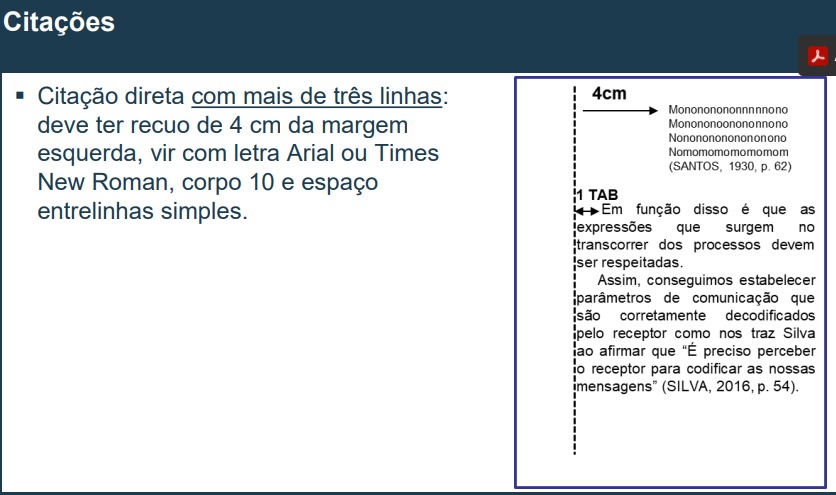 Citações
▪ Citação direta com mais de três linhas:
deve ter recuo de 4 cm da margem
esquerda, vir com letra Arial ou Times
New Roman, corpo 10 e espaço
entrelinhas simples.
4cm
Monononononnnnnono
Monononoononononnono
Nononononononoonono
Nomomomomomomom
(SANTOS, 1930, p. 62)
1 TAB
Em função disso é que as
expressões que surgem no
transcorrer dos processos devem
ser respeitadas.
Assim, conseguimos estabelecer
parâmetros de comunicação que
são corretamente decodificados
pelo receptor como nos traz Silva
ao afirmar que “É preciso perceber
o receptor para codificar as nossas
mensagens” (SILVA, 2016, p. 54).